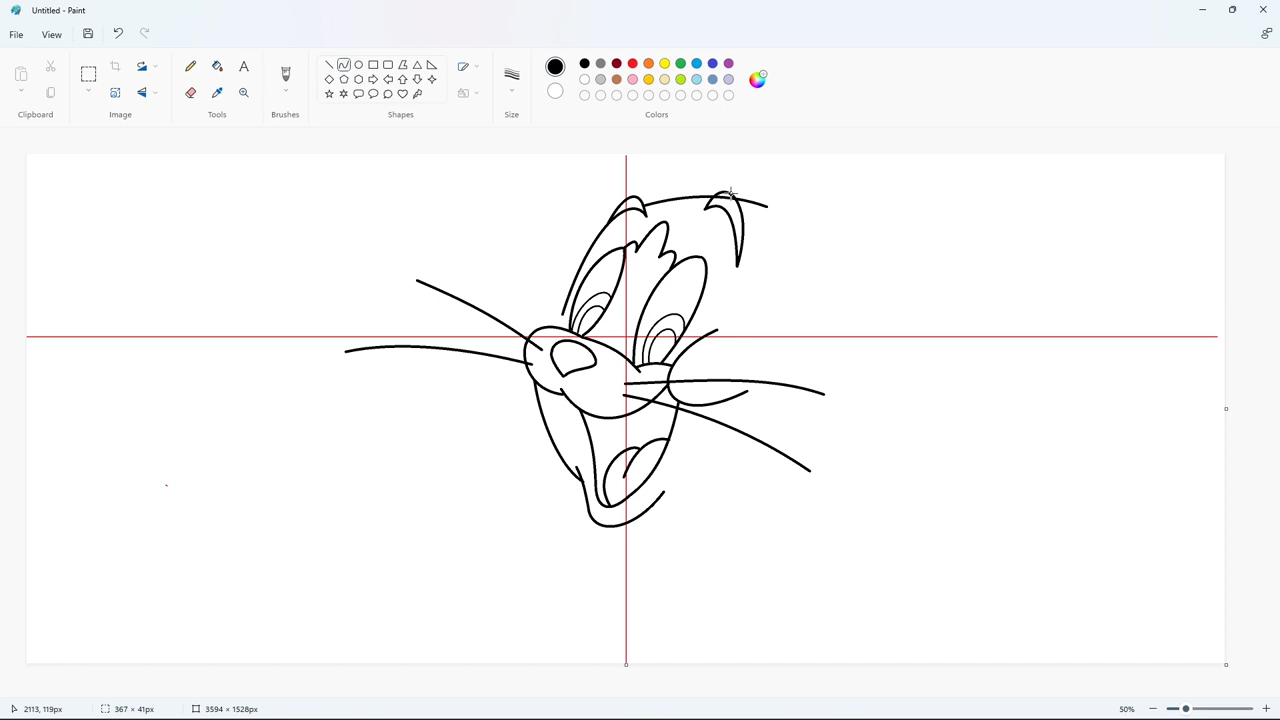 Untitled - Paint
File View
Clipboard Image Tools Brushes Shapes Size Colors
2113, 119px 367 × 41px 3594 × 1528px 50%